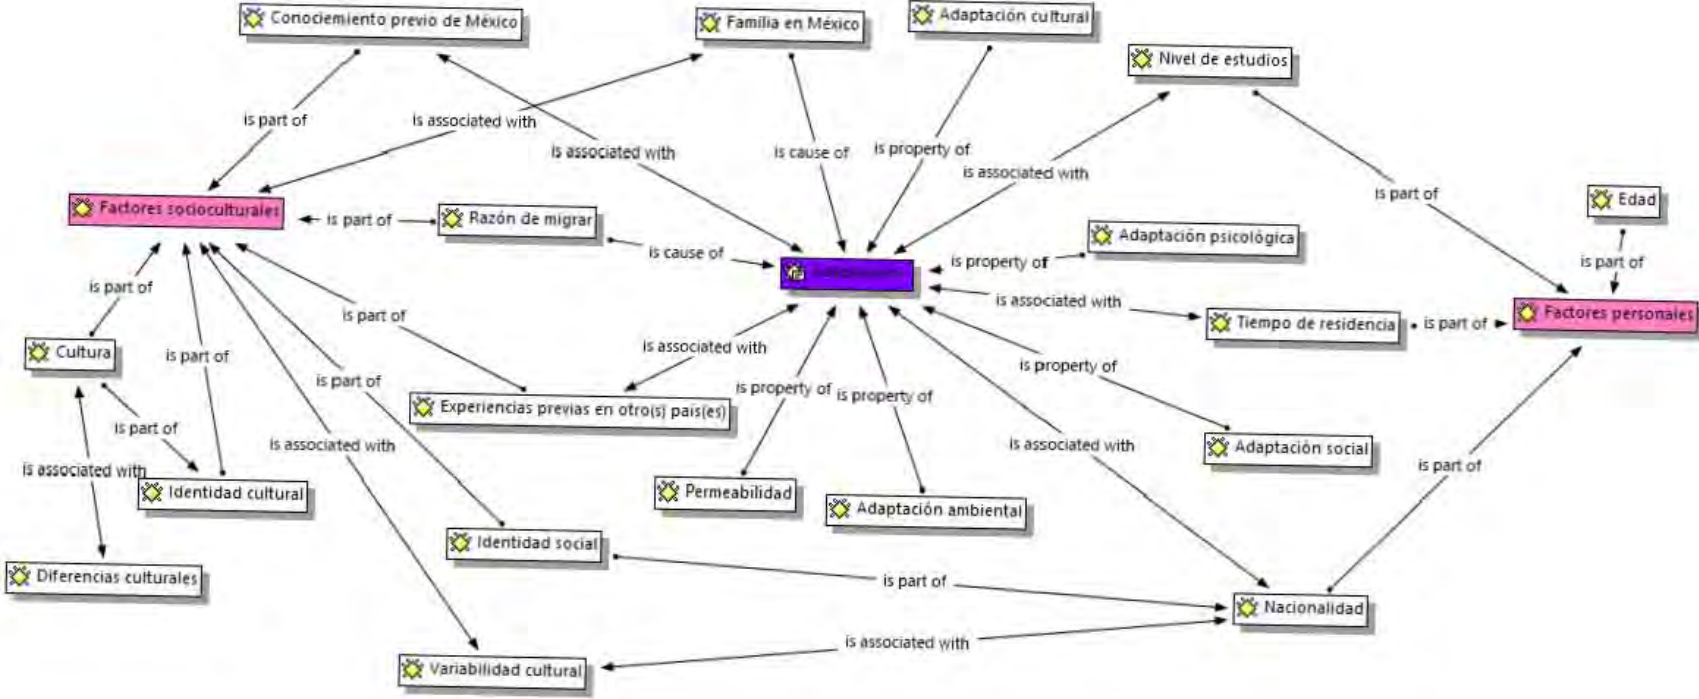 Conociemiento previo de México
Familia en México
Adaptación cultural
Nivel de estudios
is part of
is associated with
is associated with
is cause of
is property of
is associated with
is part of
Edad
Factores socioculturales
is part of
Razón de migrar
is cause of
Adaptación psicológica
is property of
is part of
is associated with
Tiempo de residencia
is part of
Factores personales
is part of
is part of
Cultura
is part of
is associated with
is property of
is part of
is property of
is property of
Experiencias previas en otro(s) país(es)
is part of
is associated with
is associated with
Adaptación social
is associated with
is part of
Identidad cultural
Permeabilidad
Adaptación ambiental
Identidad social
Diferencias culturales
is part of
Nacionalidad
is associated with
Variabilidad cultural